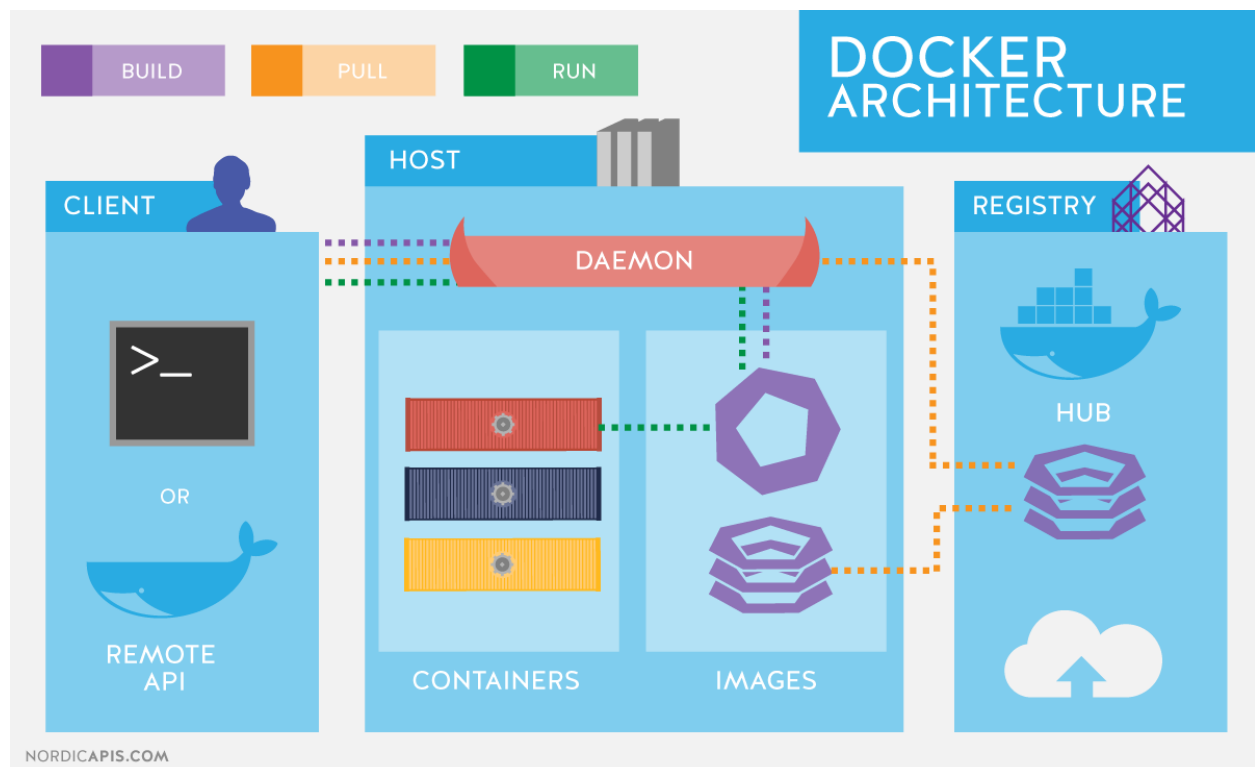 BUILD
PULL
RUN
DOCKER
ARCHITECTURE
HOST
CLIENT
REGISTRY
DAEMON
>_
HUB
OR
REMOTE
API
CONTAINERS
IMAGES
NORDICAPIS.COM